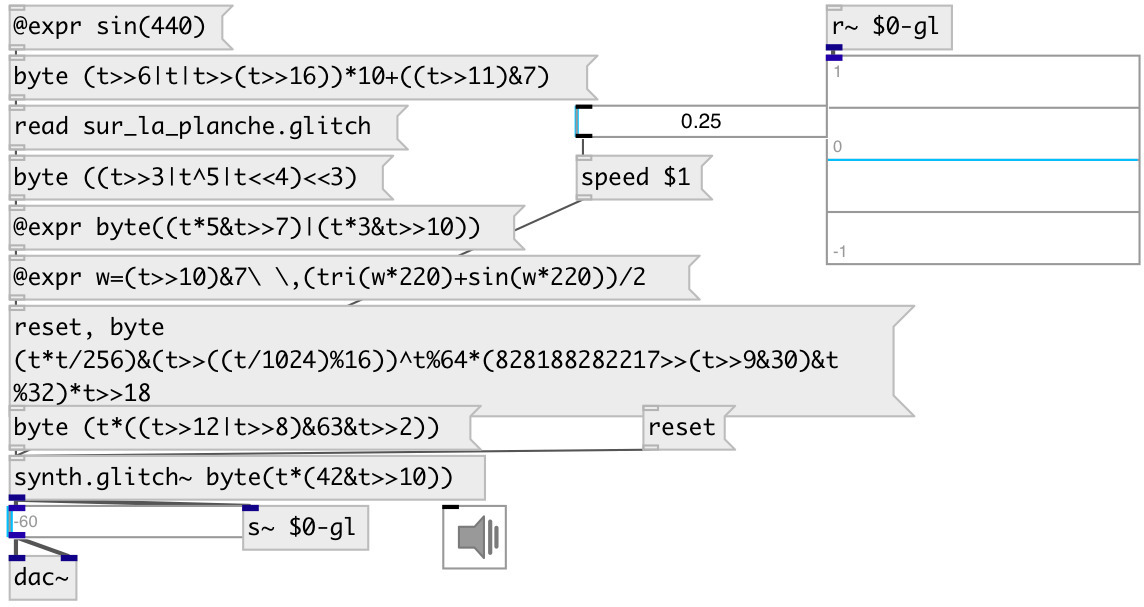 @expr sin(440)
r~ $0-gl
byte (t>>6|t|t>>(t>>16))*10+((t>>11)&7)
1
read sur_la_planche.glitch
0.25
0
byte ((t>>3|t^5|t<<4)<<3)
speed $1
@expr byte((t*5&t>>7)|(t*3&t>>10))
-1
@expr w=(t>>10)&7\ \,(tri(w*220)+sin(w*220))/2
reset, byte
(t*t/256)&(t>>((t/1024)%16))^t%64*(828188282217>>(t>>9&30)&t
%32)*t>>18
byte (t*((t>>12|t>>8)&63&t>>2))
reset
synth.glitch~ byte(t*(42&t>>10))
-60
s~ $0-gl
dac~